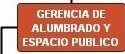 GERENCIA DE
ALUMBRADO Y
ESPACIO PUBLICO